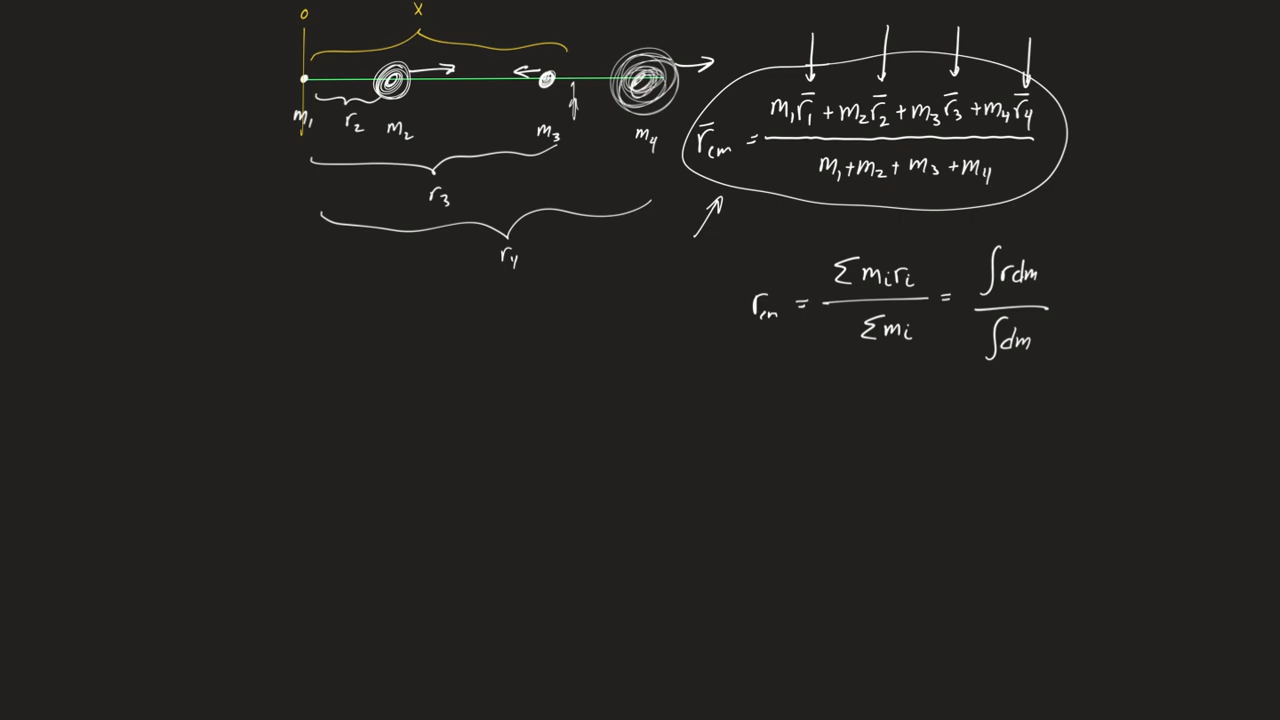 0 X
m₁ r₂ m₂ m₃ m₄
r₃
r₄
r̄cm = m₁r̄₁ + m₂r̄₂ + m₃r̄₃ + m₄r̄₄ / m₁+m₂+m₃+m₄
rcm = Σmᵢrᵢ / Σmᵢ = ∫rdm / ∫dm